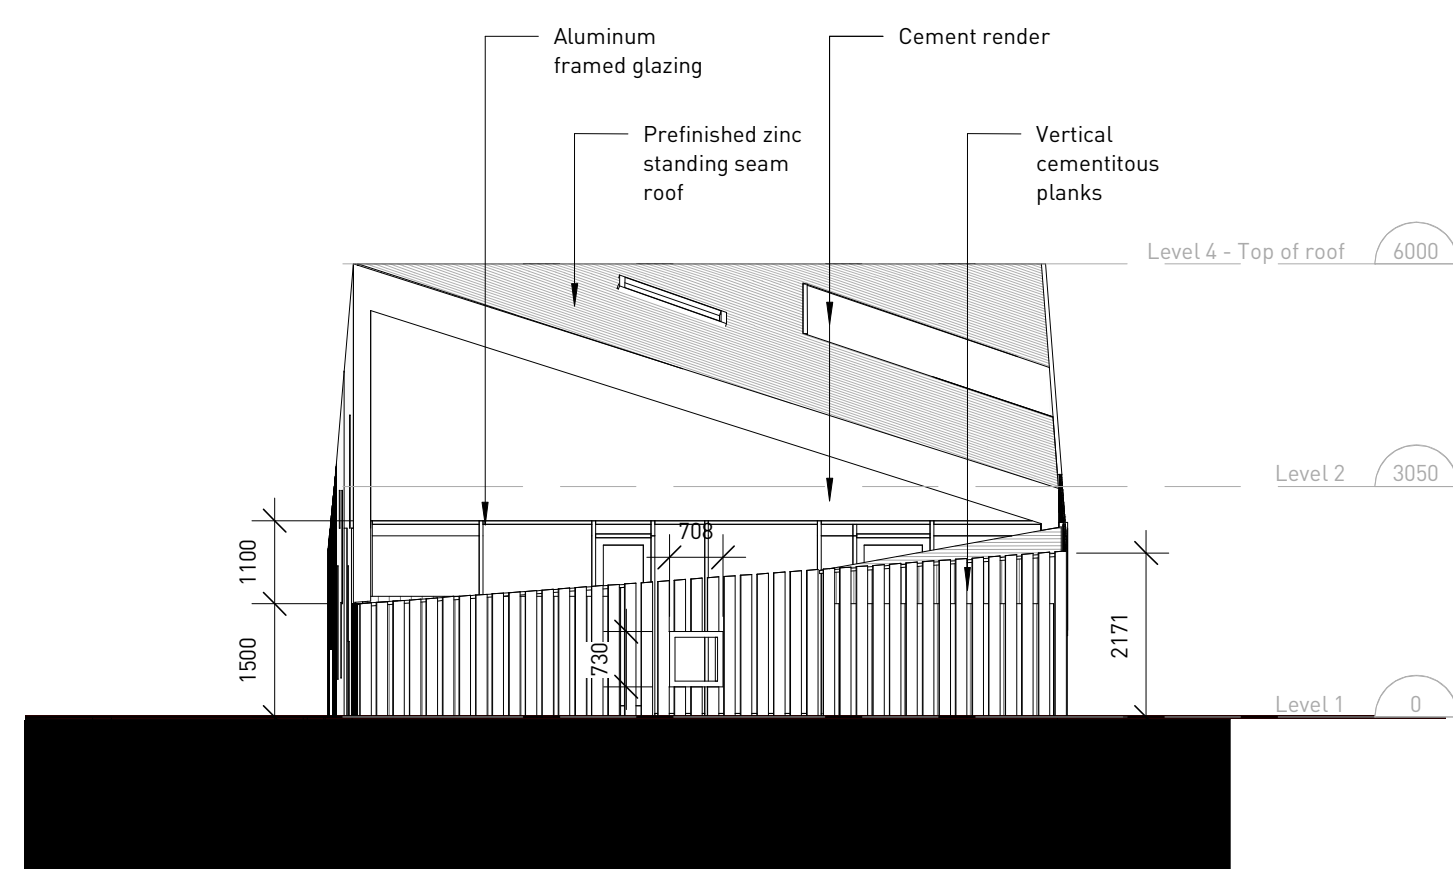 Aluminum
framed glazing
Cement render
Prefinished zinc
standing seam
roof
Vertical
cementitous
planks
Level 4 - Top of roof 6000
Level 2 3050
708
1100
1500
730
2171
Level 1 0